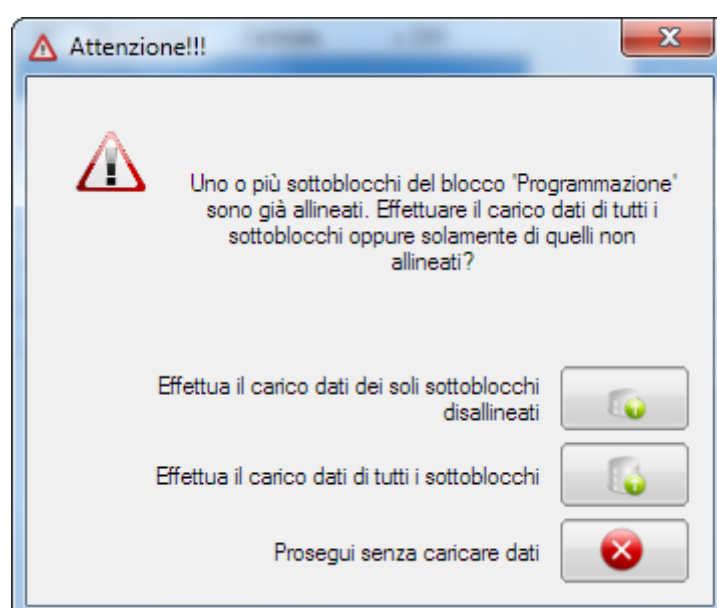 Attenzione!!!
Uno o più sottoblocchi del blocco 'Programmazione'
sono già allineati. Effettuare il carico dati di tutti i
sottoblocchi oppure solamente di quelli non
allineati?
Effettua il carico dati dei soli sottoblocchi
disallineati
Effettua il carico dati di tutti i sottoblocchi
Prosegui senza caricare dati